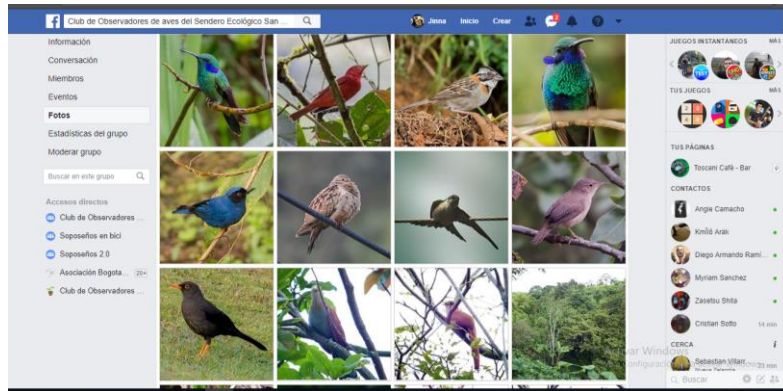 Club de Observadores de aves del Sendero Ecológico San ...
Jinna Inicio Crear
Información
Conversación
Miembros
Eventos
Fotos
Estadísticas del grupo
Moderar grupo
Buscar en este grupo
Accesos directos
Club de Observadores ...
Soposeños en bici
Soposeños 2.0
Asociación Bogota... 20+
Club de Observadores ...
JUEGOS INSTANTÁNEOS MÁS
TUS JUEGOS MÁS
TUS PÁGINAS
Toscani Café - Bar
CONTACTOS
Angie Camacho
Diego Armando Ramí...
Myriam Sanchez
Zasetsu Shita
Cristian Sotto 14 min
CERCA
Sebastian Villarr... 23 min
Buscar